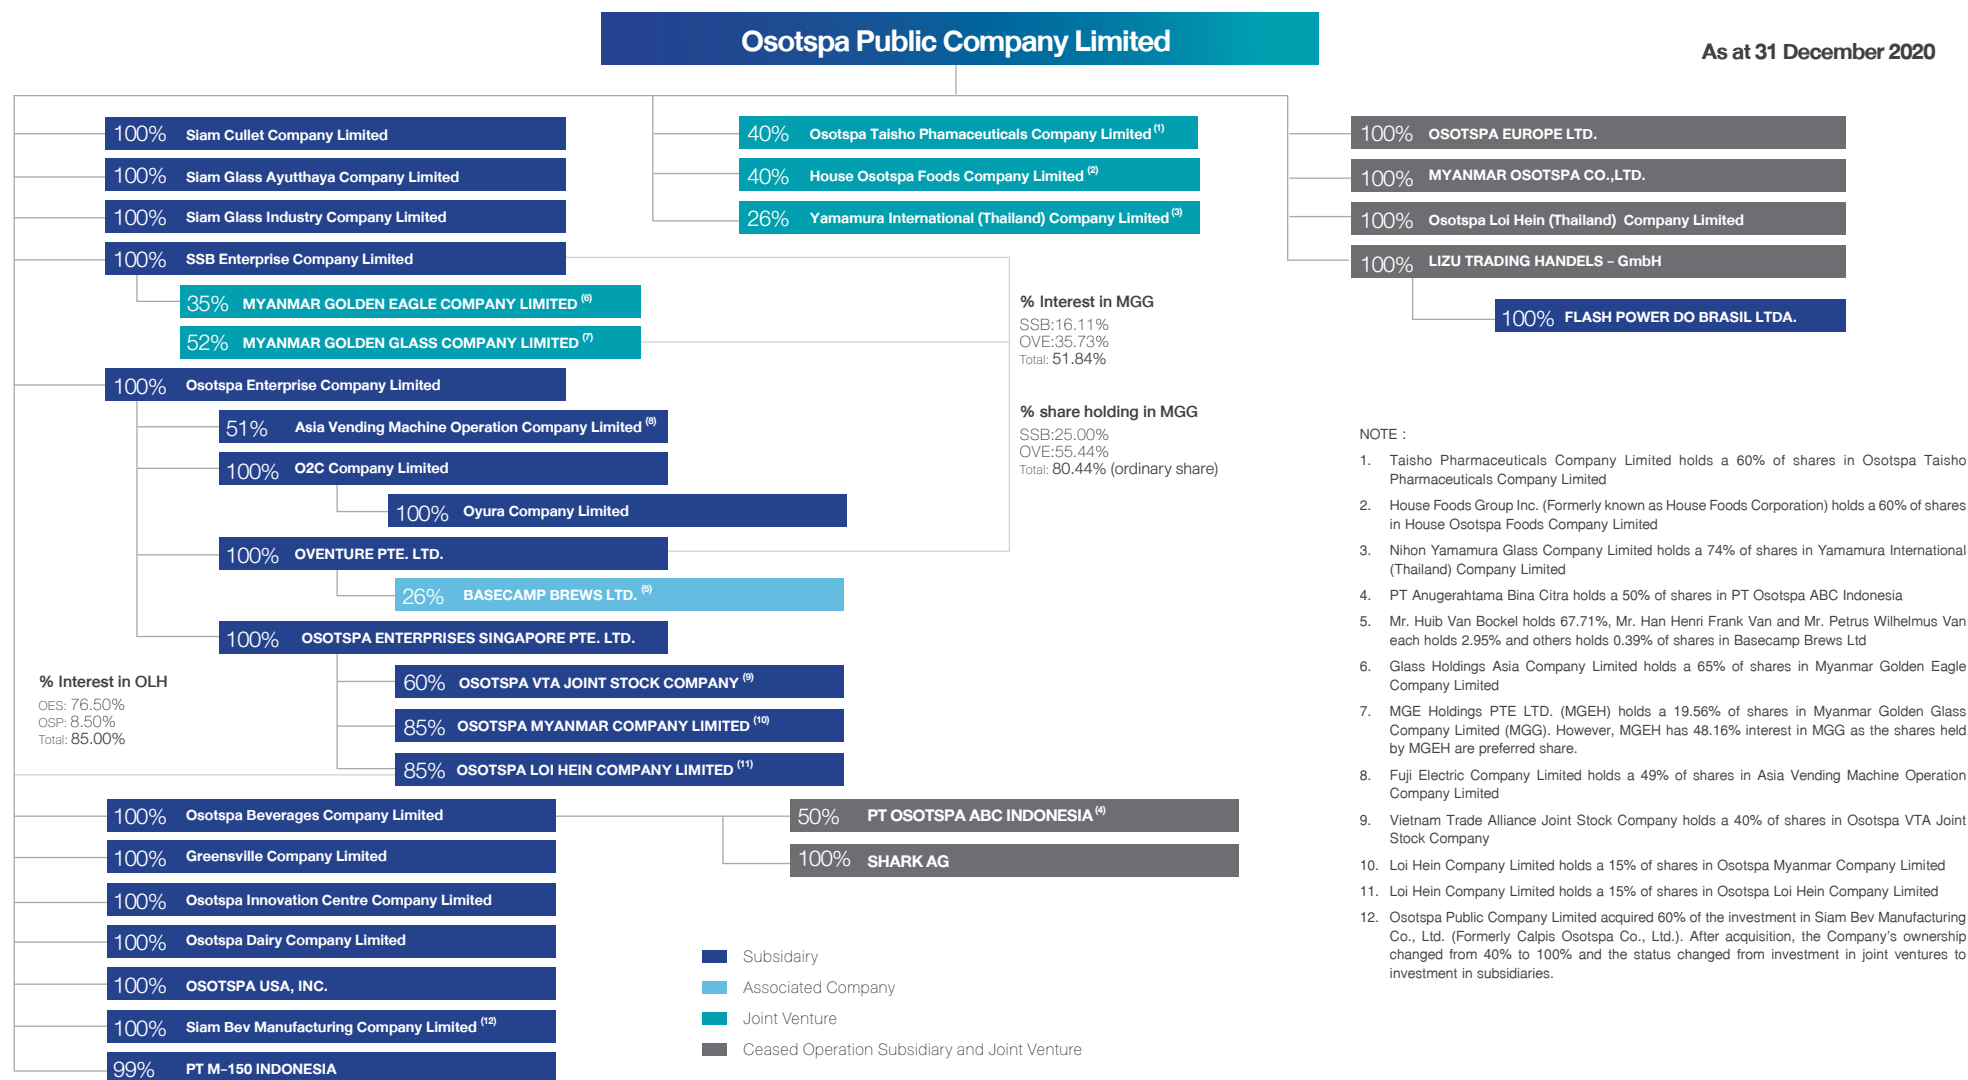 Osotspa Public Company Limited
As at 31 December 2020
100% Siam Cullet Company Limited
100% Siam Glass Ayutthaya Company Limited
100% Siam Glass Industry Company Limited
100% SSB Enterprise Company Limited
35% MYANMAR GOLDEN EAGLE COMPANY LIMITED (6)
52% MYANMAR GOLDEN GLASS COMPANY LIMITED (7)
100% Osotspa Enterprise Company Limited
51% Asia Vending Machine Operation Company Limited (8)
100% O2C Company Limited
100% Oyura Company Limited
100% OVENTURE PTE. LTD.
26% BASECAMP BREWS LTD. (5)
100% OSOTSPA ENTERPRISES SINGAPORE PTE. LTD.
60% OSOTSPA VTA JOINT STOCK COMPANY (9)
85% OSOTSPA MYANMAR COMPANY LIMITED (10)
85% OSOTSPA LOI HEIN COMPANY LIMITED (11)
% Interest in OLH
OES: 76.50%
OSP: 8.50%
Total: 85.00%
100% Osotspa Beverages Company Limited
100% Greensville Company Limited
100% Osotspa Innovation Centre Company Limited
100% Osotspa Dairy Company Limited
100% OSOTSPA USA, INC.
100% Siam Bev Manufacturing Company Limited (12)
99% PT M-150 INDONESIA
40% Osotspa Taisho Phamaceuticals Company Limited (1)
40% House Osotspa Foods Company Limited (2)
26% Yamamura International (Thailand) Company Limited (3)
% Interest in MGG
SSB:16.11%
OVE:35.73%
Total: 51.84%
% share holding in MGG
SSB:25.00%
OVE:55.44%
Total: 80.44% (ordinary share)
50% PT OSOTSPA ABC INDONESIA (4)
100% SHARK AG
Subsidairy
Associated Company
Joint Venture
Ceased Operation Subsidiary and Joint Venture
100% OSOTSPA EUROPE LTD.
100% MYANMAR OSOTSPA CO.,LTD.
100% Osotspa Loi Hein (Thailand) Company Limited
100% LIZU TRADING HANDELS - GmbH
100% FLASH POWER DO BRASIL LTDA.
NOTE :
1. Taisho Pharmaceuticals Company Limited holds a 60% of shares in Osotspa Taisho
Pharmaceuticals Company Limited
2. House Foods Group Inc. (Formerly known as House Foods Corporation) holds a 60% of shares
in House Osotspa Foods Company Limited
3. Nihon Yamamura Glass Company Limited holds a 74% of shares in Yamamura International
(Thailand) Company Limited
4. PT Anugerahtama Bina Citra holds a 50% of shares in PT Osotspa ABC Indonesia
5. Mr. Huib Van Bockel holds 67.71%, Mr. Han Henri Frank Van and Mr. Petrus Wilhelmus Van
each holds 2.95% and others holds 0.39% of shares in Basecamp Brews Ltd
6. Glass Holdings Asia Company Limited holds a 65% of shares in Myanmar Golden Eagle
Company Limited
7. MGE Holdings PTE LTD. (MGEH) holds a 19.56% of shares in Myanmar Golden Glass
Company Limited (MGG). However, MGEH has 48.16% interest in MGG as the shares held
by MGEH are preferred share.
8. Fuji Electric Company Limited holds a 49% of shares in Asia Vending Machine Operation
Company Limited
9. Vietnam Trade Alliance Joint Stock Company holds a 40% of shares in Osotspa VTA Joint
Stock Company
10. Loi Hein Company Limited holds a 15% of shares in Osotspa Myanmar Company Limited
11. Loi Hein Company Limited holds a 15% of shares in Osotspa Loi Hein Company Limited
12. Osotspa Public Company Limited acquired 60% of the investment in Siam Bev Manufacturing
Co., Ltd. (Formerly Calpis Osotspa Co., Ltd.). After acquisition, the Company's ownership
changed from 40% to 100% and the status changed from investment in joint ventures to
investment in subsidiaries.